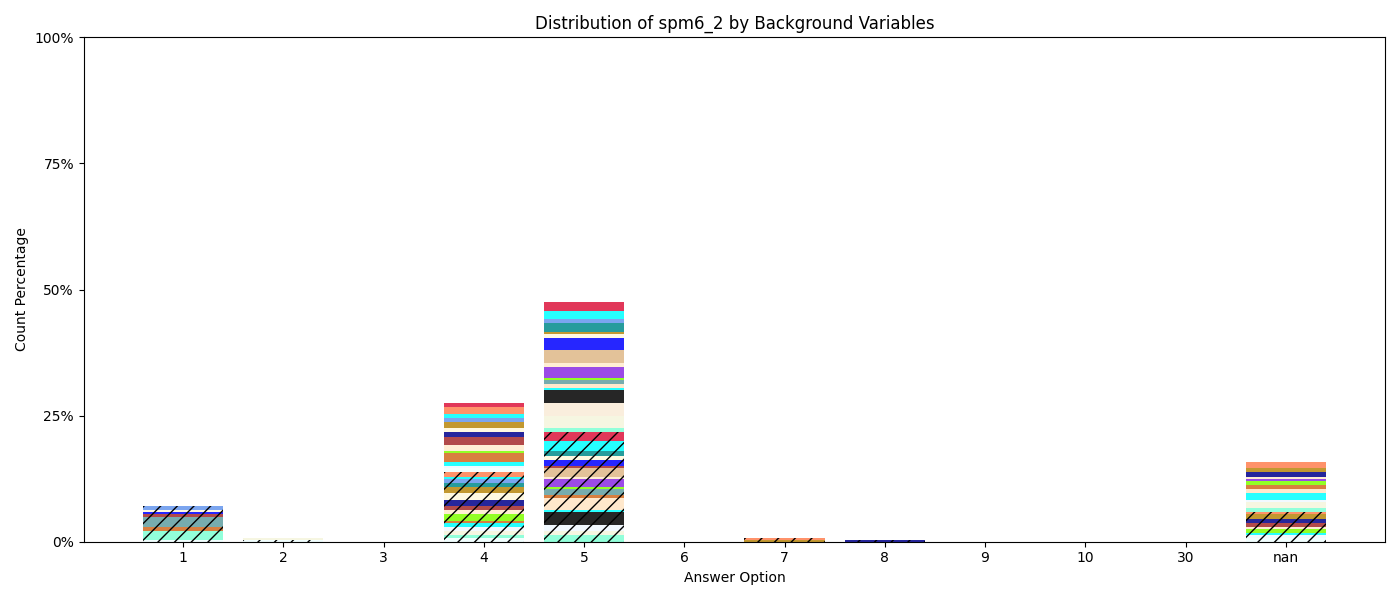 Distribution of spm6_2 by Background Variables
100%
75%
50%
25%
0%
Count Percentage
1 2 3 4 5 6 7 8 9 10 30 nan
Answer Option